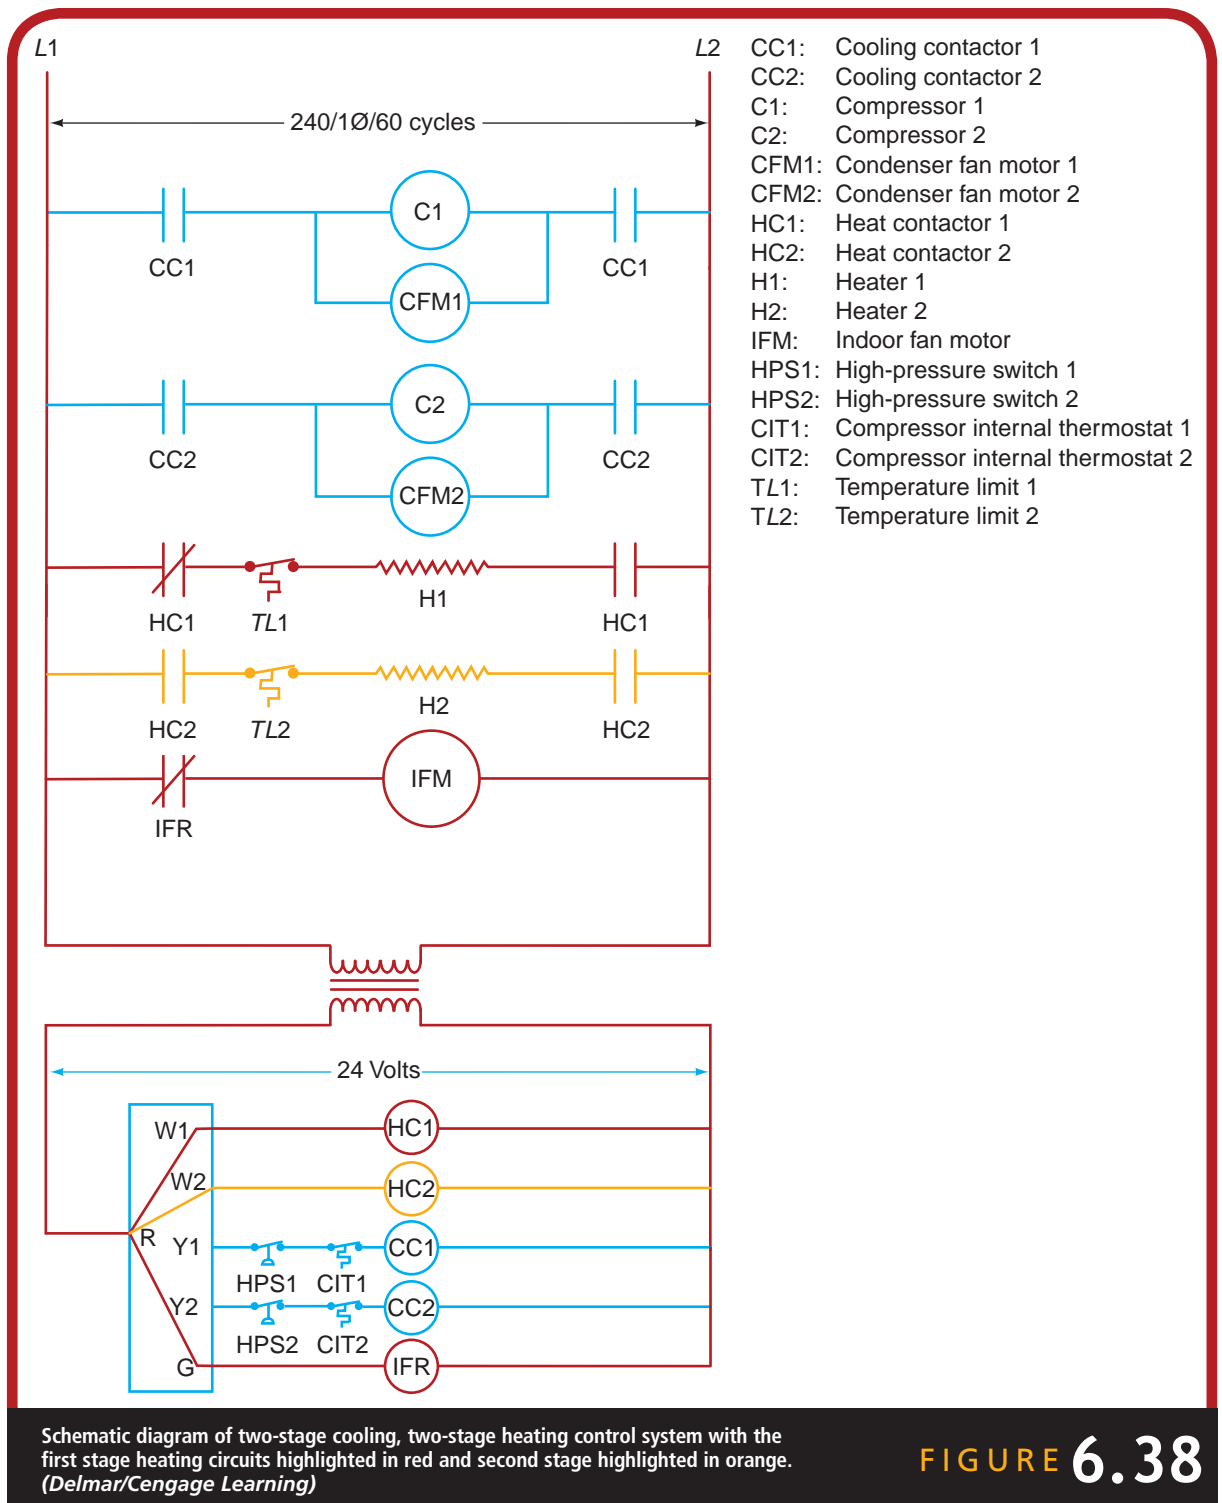 L1
L2
240/1Ø/60 cycles
CC1: Cooling contactor 1
CC2: Cooling contactor 2
C1: Compressor 1
C2: Compressor 2
CFM1: Condenser fan motor 1
CFM2: Condenser fan motor 2
HC1: Heat contactor 1
HC2: Heat contactor 2
H1: Heater 1
H2: Heater 2
IFM: Indoor fan motor
HPS1: High-pressure switch 1
HPS2: High-pressure switch 2
CIT1: Compressor internal thermostat 1
CIT2: Compressor internal thermostat 2
TL1: Temperature limit 1
TL2: Temperature limit 2
C1
CC1
CC1
CFM1
C2
CC2
CC2
CFM2
H1
HC1
TL1
HC1
H2
HC2
TL2
HC2
IFM
IFR
24 Volts
W1
HC1
W2
HC2
R
Y1
CC1
HPS1
CIT1
Y2
CC2
HPS2
CIT2
G
IFR
Schematic diagram of two-stage cooling, two-stage heating control system with the
first stage heating circuits highlighted in red and second stage highlighted in orange.
(Delmar/Cengage Learning)
FIGURE 6.38